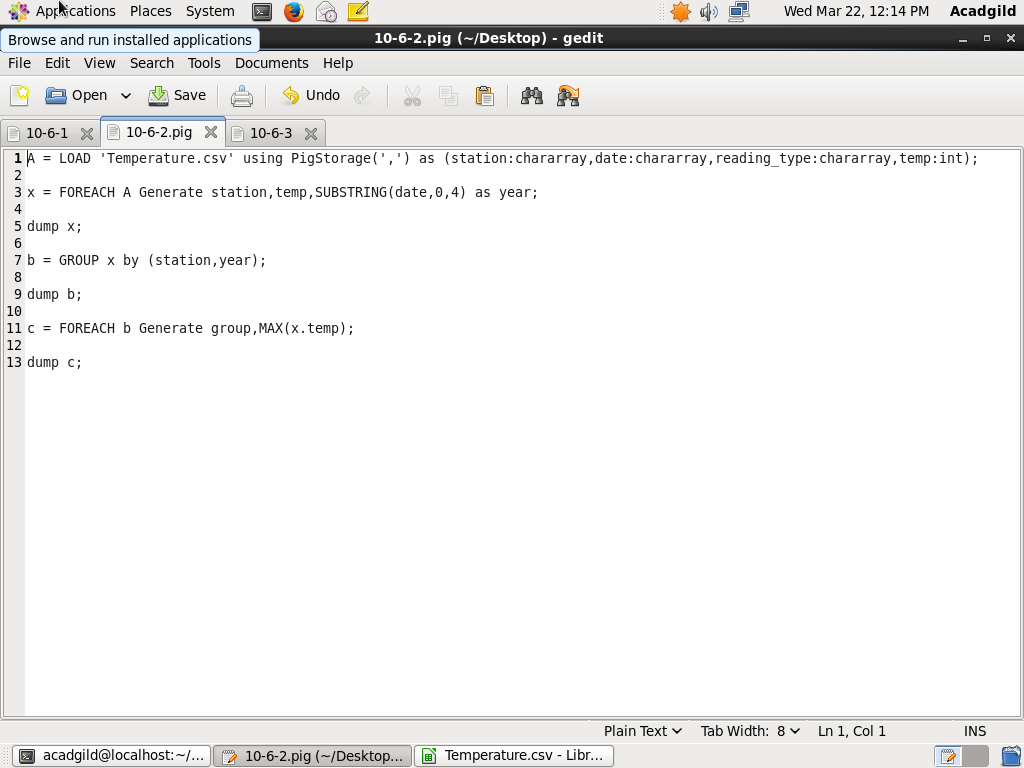 Applications Places System Wed Mar 22, 12:14 PM Acadgild
Browse and run installed applications
10-6-2.pig (~/Desktop) - gedit
File Edit View Search Tools Documents Help
Open Save Undo
10-6-1 10-6-2.pig 10-6-3
1 A = LOAD 'Temperature.csv' using PigStorage(',') as (station:chararray,date:chararray,reading_type:chararray,temp:int);
2
3 x = FOREACH A Generate station,temp,SUBSTRING(date,0,4) as year;
4
5 dump x;
6
7 b = GROUP x by (station,year);
8
9 dump b;
10
11 c = FOREACH b Generate group,MAX(x.temp);
12
13 dump c;
Plain Text Tab Width: 8 Ln 1, Col 1 INS
acadgild@localhost:~/... 10-6-2.pig (~/Desktop... Temperature.csv - Libr...